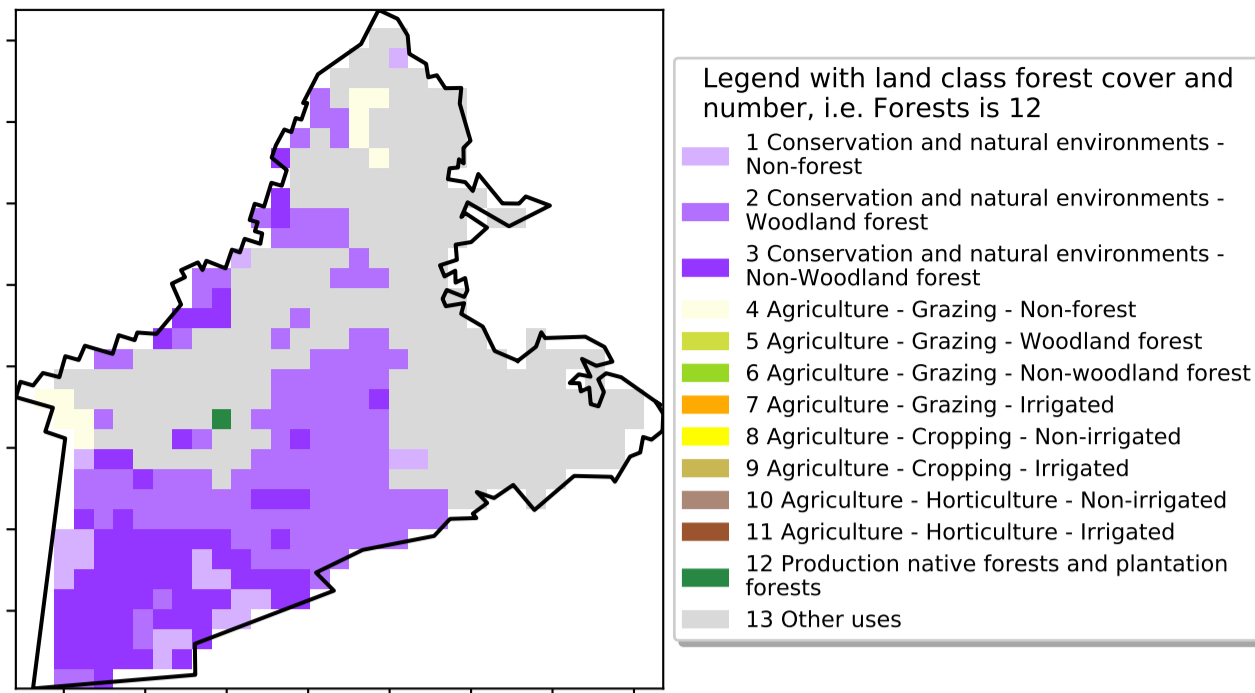 Legend with land class forest cover and
number, i.e. Forests is 12
1 Conservation and natural environments -
Non-forest
2 Conservation and natural environments -
Woodland forest
3 Conservation and natural environments -
Non-Woodland forest
4 Agriculture - Grazing - Non-forest
5 Agriculture - Grazing - Woodland forest
6 Agriculture - Grazing - Non-woodland forest
7 Agriculture - Grazing - Irrigated
8 Agriculture - Cropping - Non-irrigated
9 Agriculture - Cropping - Irrigated
10 Agriculture - Horticulture - Non-irrigated
11 Agriculture - Horticulture - Irrigated
12 Production native forests and plantation
forests
13 Other uses